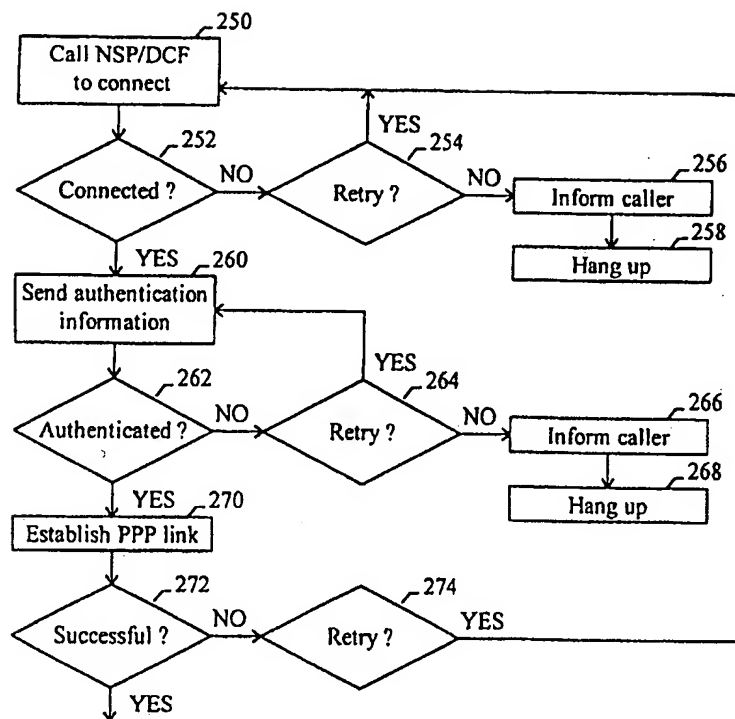 250
Call NSP/DCF
to connect
252
Connected ?
NO
YES
254
Retry ?
NO
256
Inform caller
258
Hang up
YES
260
Send authentication
information
262
Authenticated ?
NO
YES
264
Retry ?
NO
266
Inform caller
268
Hang up
YES
270
Establish PPP link
272
Successful ?
NO
274
Retry ?
YES
YES